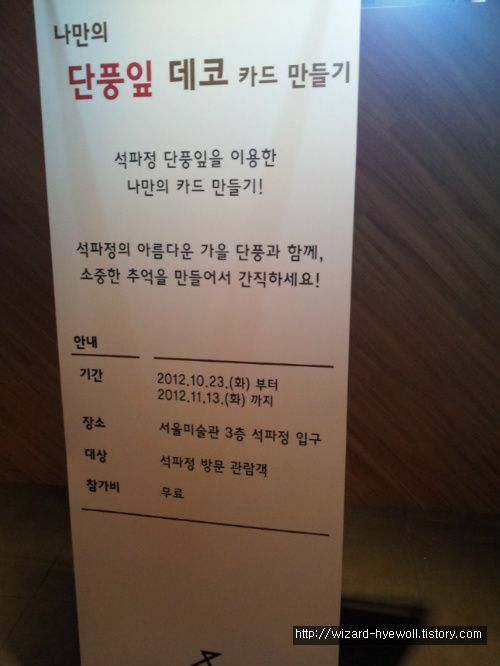 나만의
단풍잎 데코 카드 만들기
석파정 단풍잎을 이용한
나만의 카드 만들기!
석파정의 아름다운 가을 단풍과 함께,
소중한 추억을 만들어서 간직하세요!
안내
기간 2012.10.23.(화) 부터
2012.11.13.(화) 까지
장소 서울미술관 3층 석파정 입구
대상 석파정 방문 관람객
참가비 무료
http://wizard-hyewoll.tistory.com